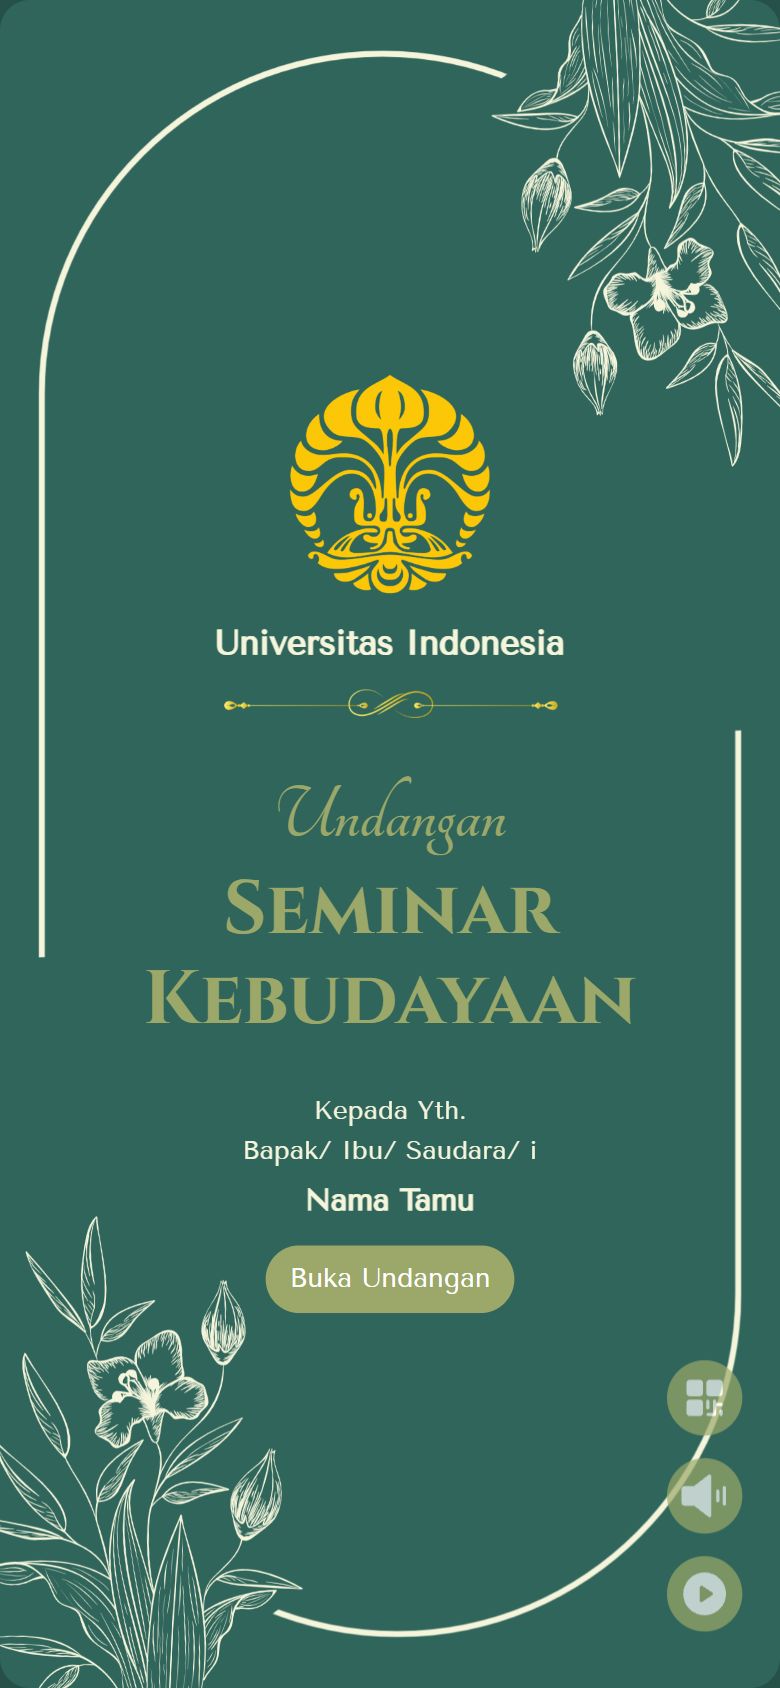 Universitas Indonesia
Undangan
Seminar
Kebudayaan
Kepada Yth.
Bapak/ Ibu/ Saudara/ i
Nama Tamu
Buka Undangan